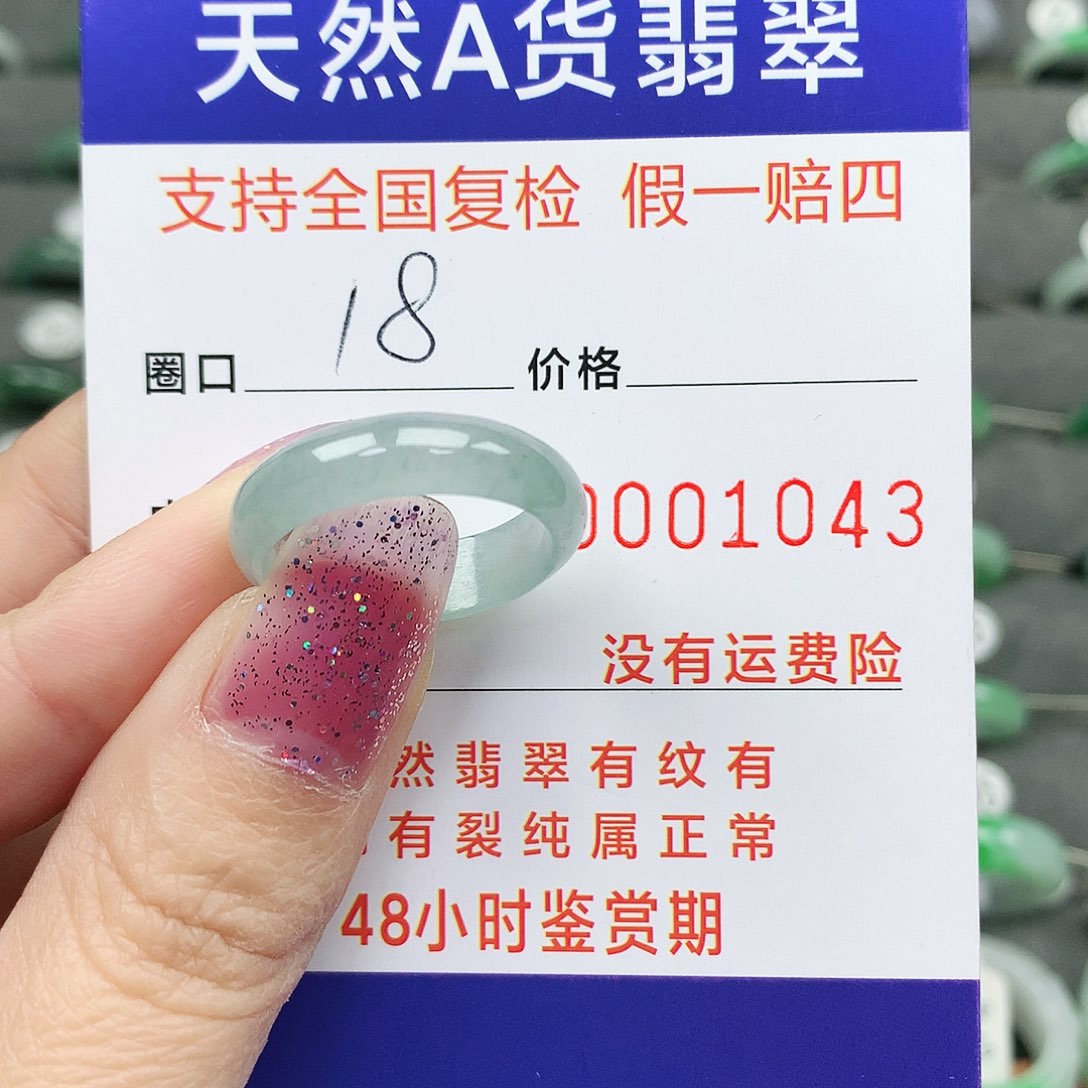 天然A货翡翠
支持全国复检 假一赔四
圈口 18 价格
0001043
没有运费险
然翡翠有纹有
有裂纯属正常
48小时鉴赏期